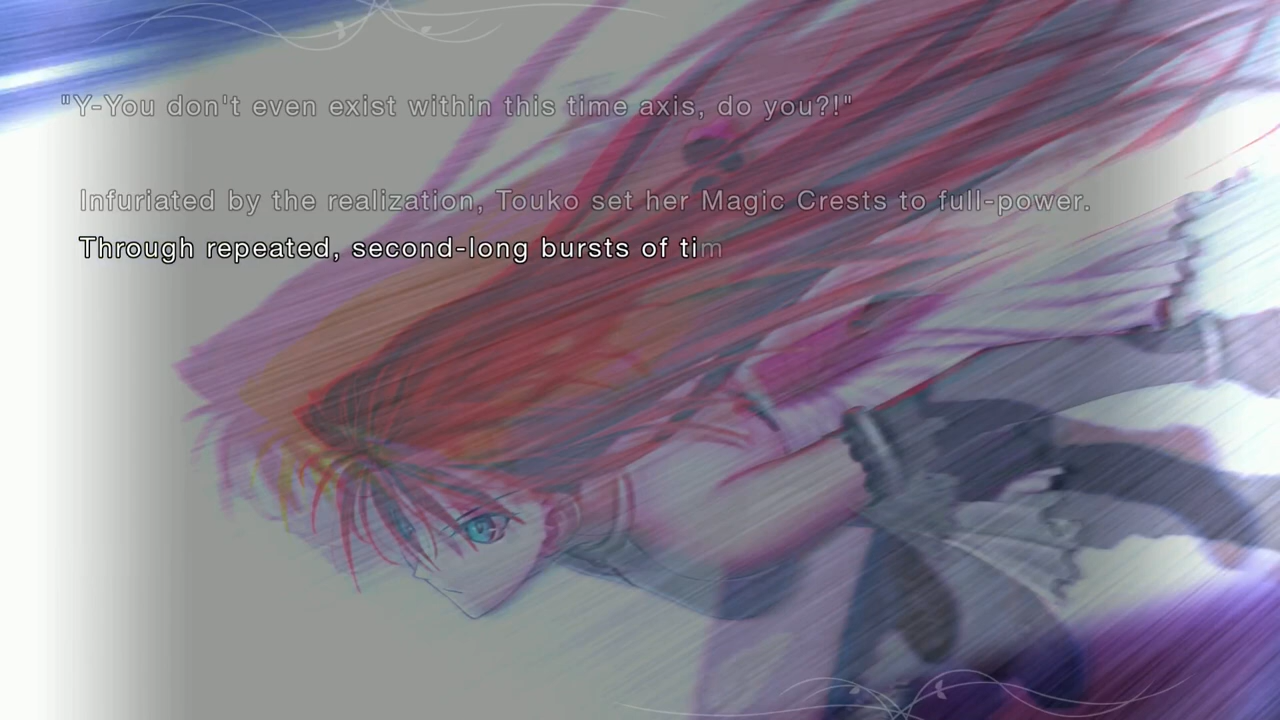 "Y-You don't even exist within this time axis, do you?!"
Infuriated by the realization, Touko set her Magic Crests to full-power.
Through repeated, second-long bursts of tim